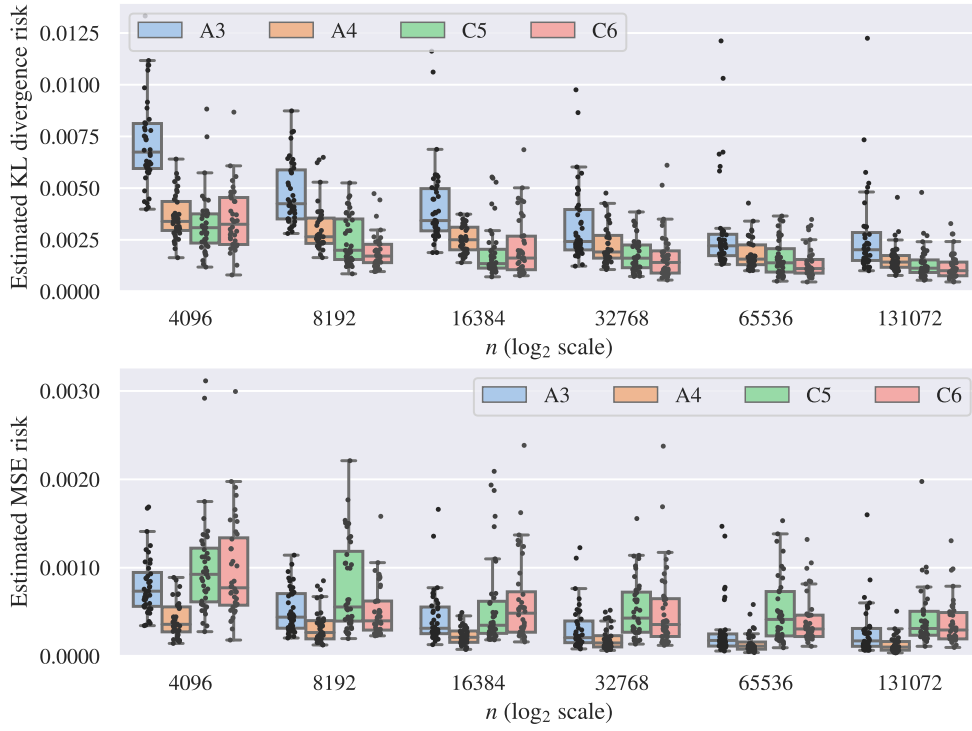 0.0125
0.0100
0.0075
0.0050
0.0025
0.0000
Estimated KL divergence risk
A3 A4 C5 C6
4096 8192 16384 32768 65536 131072
n (log₂ scale)
0.0030
0.0020
0.0010
0.0000
Estimated MSE risk
A3 A4 C5 C6
4096 8192 16384 32768 65536 131072
n (log₂ scale)